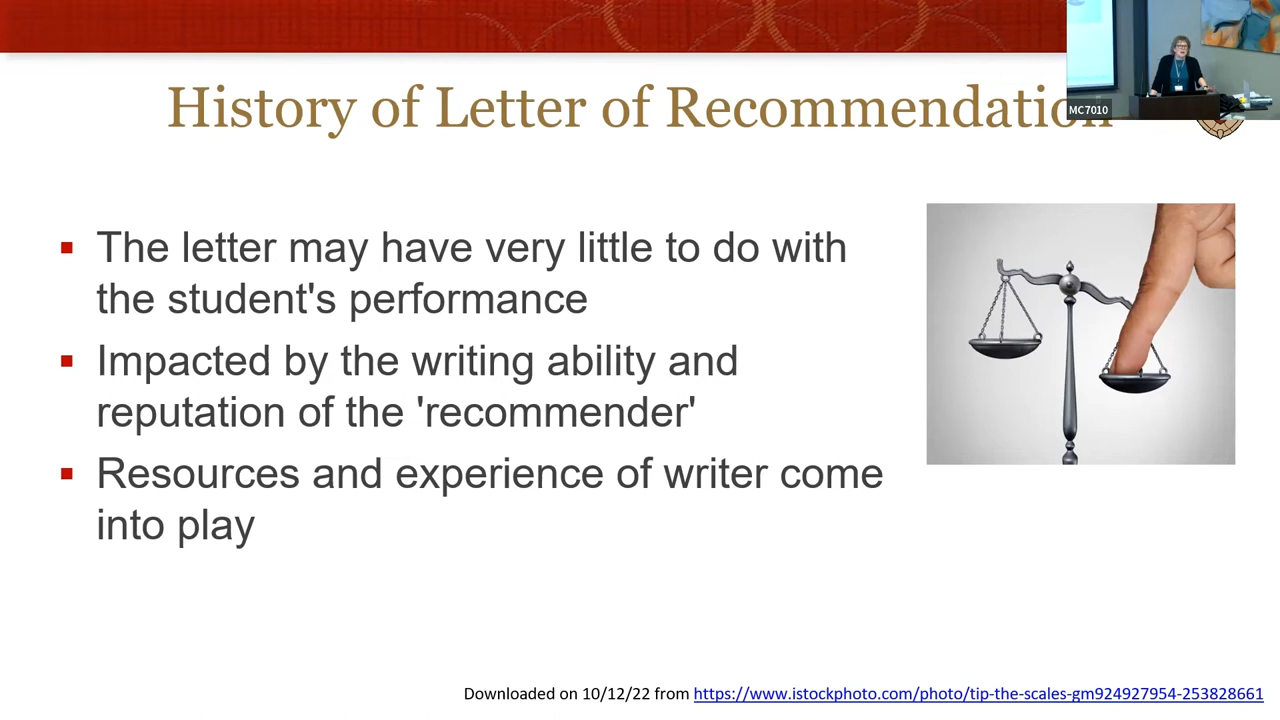 History of Letter of Recommendation
MC7010
▪ The letter may have very little to do with
the student's performance
▪ Impacted by the writing ability and
reputation of the 'recommender'
▪ Resources and experience of writer come
into play
Downloaded on 10/12/22 from https://www.istockphoto.com/photo/tip-the-scales-gm924927954-253828661